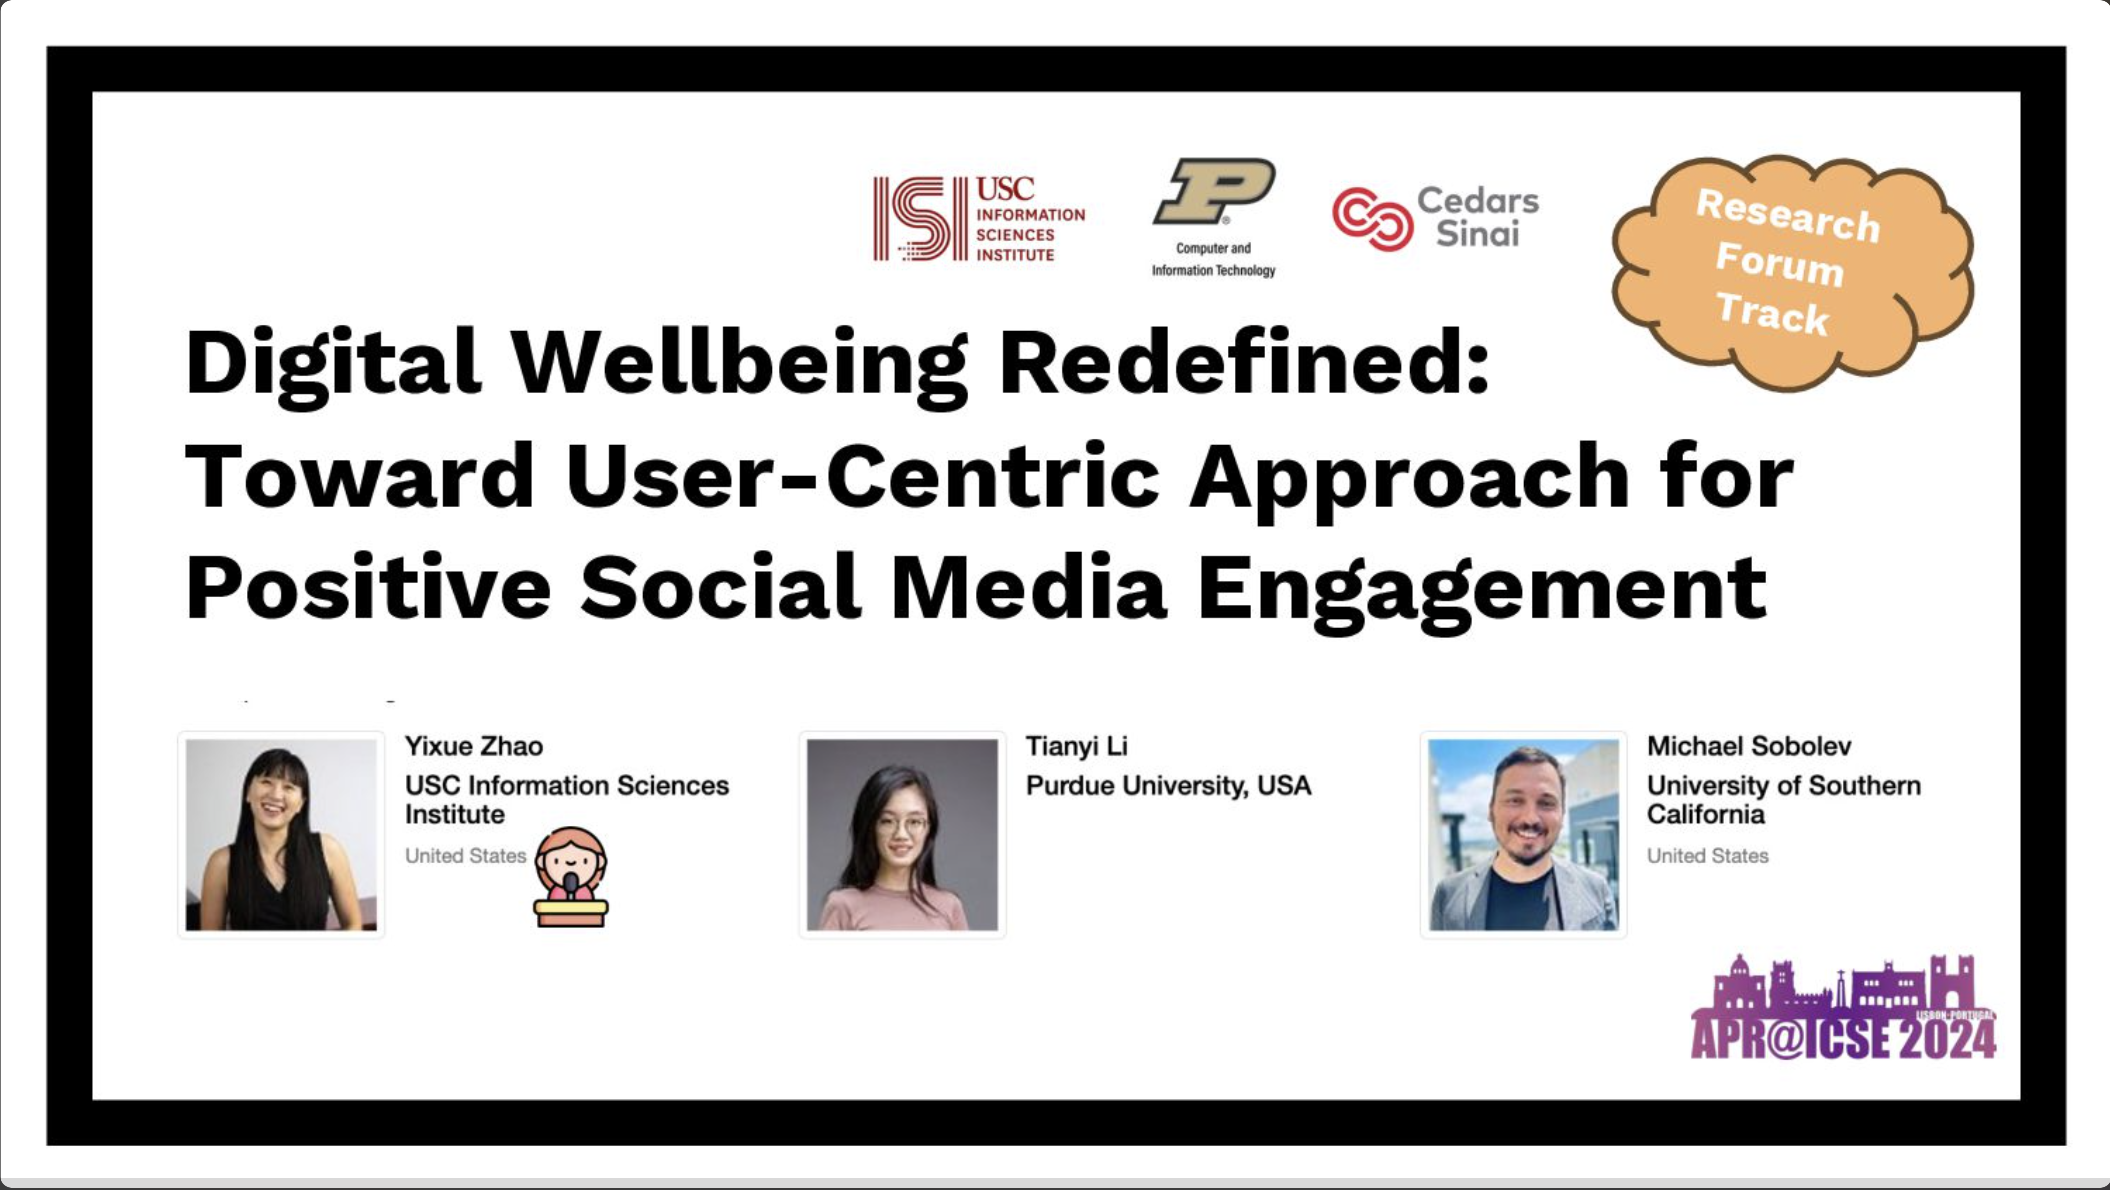 USC
INFORMATION
SCIENCES
INSTITUTE
P
®
Computer and
Information Technology
Cedars
Sinai
Research
Forum
Track
Digital Wellbeing Redefined:
Toward User-Centric Approach for
Positive Social Media Engagement
Yixue Zhao
USC Information Sciences
Institute
United States
Tianyi Li
Purdue University, USA
Michael Sobolev
University of Southern
California
United States
LISBON·PORTUGAL
APR@ICSE 2024